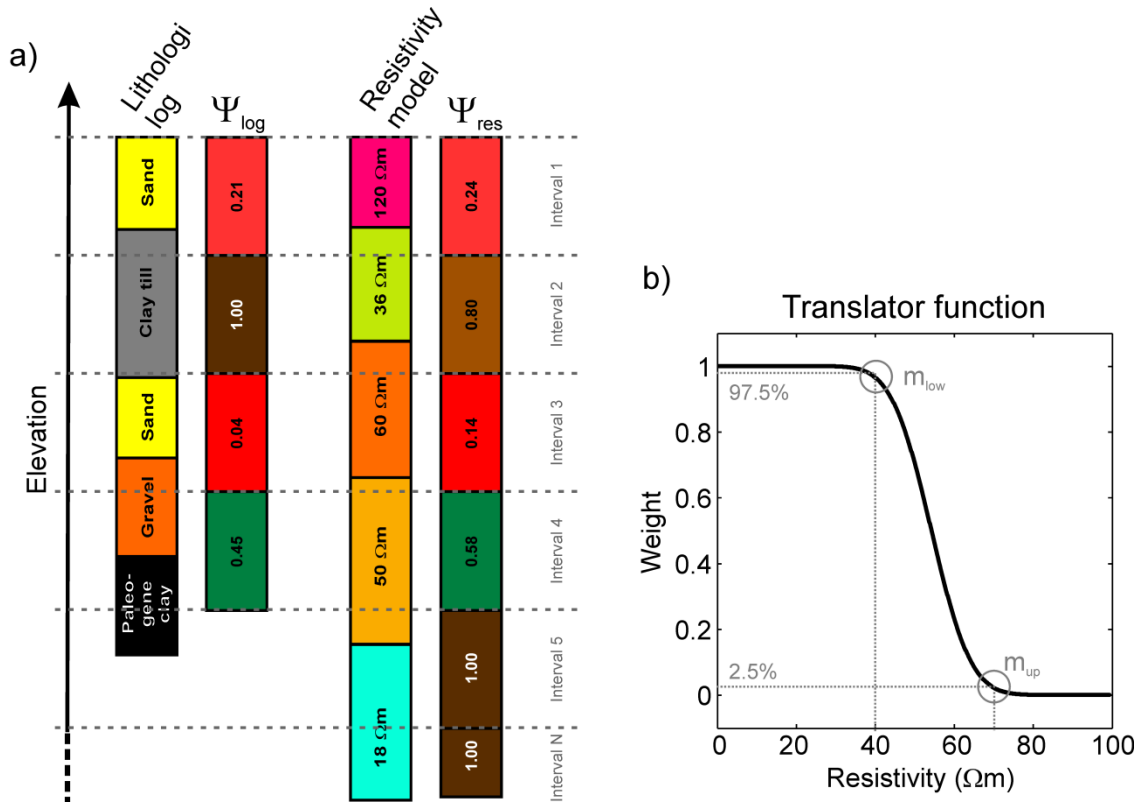 a)
Lithologi
log
Ψlog
Resistivity
model
Ψres
Elevation
Sand
Clay till
Sand
Gravel
Paleo-
gene
clay
0.21
1.00
0.04
0.45
120 Ωm
36 Ωm
60 Ωm
50 Ωm
18 Ωm
0.24
0.80
0.14
0.58
1.00
1.00
Interval 1
Interval 2
Interval 3
Interval 4
Interval 5
Interval N
b)
Translator function
Weight
1
0.8
0.6
0.4
0.2
0
97.5%
2.5%
mlow
mup
0 20 40 60 80 100
Resistivity (Ωm)